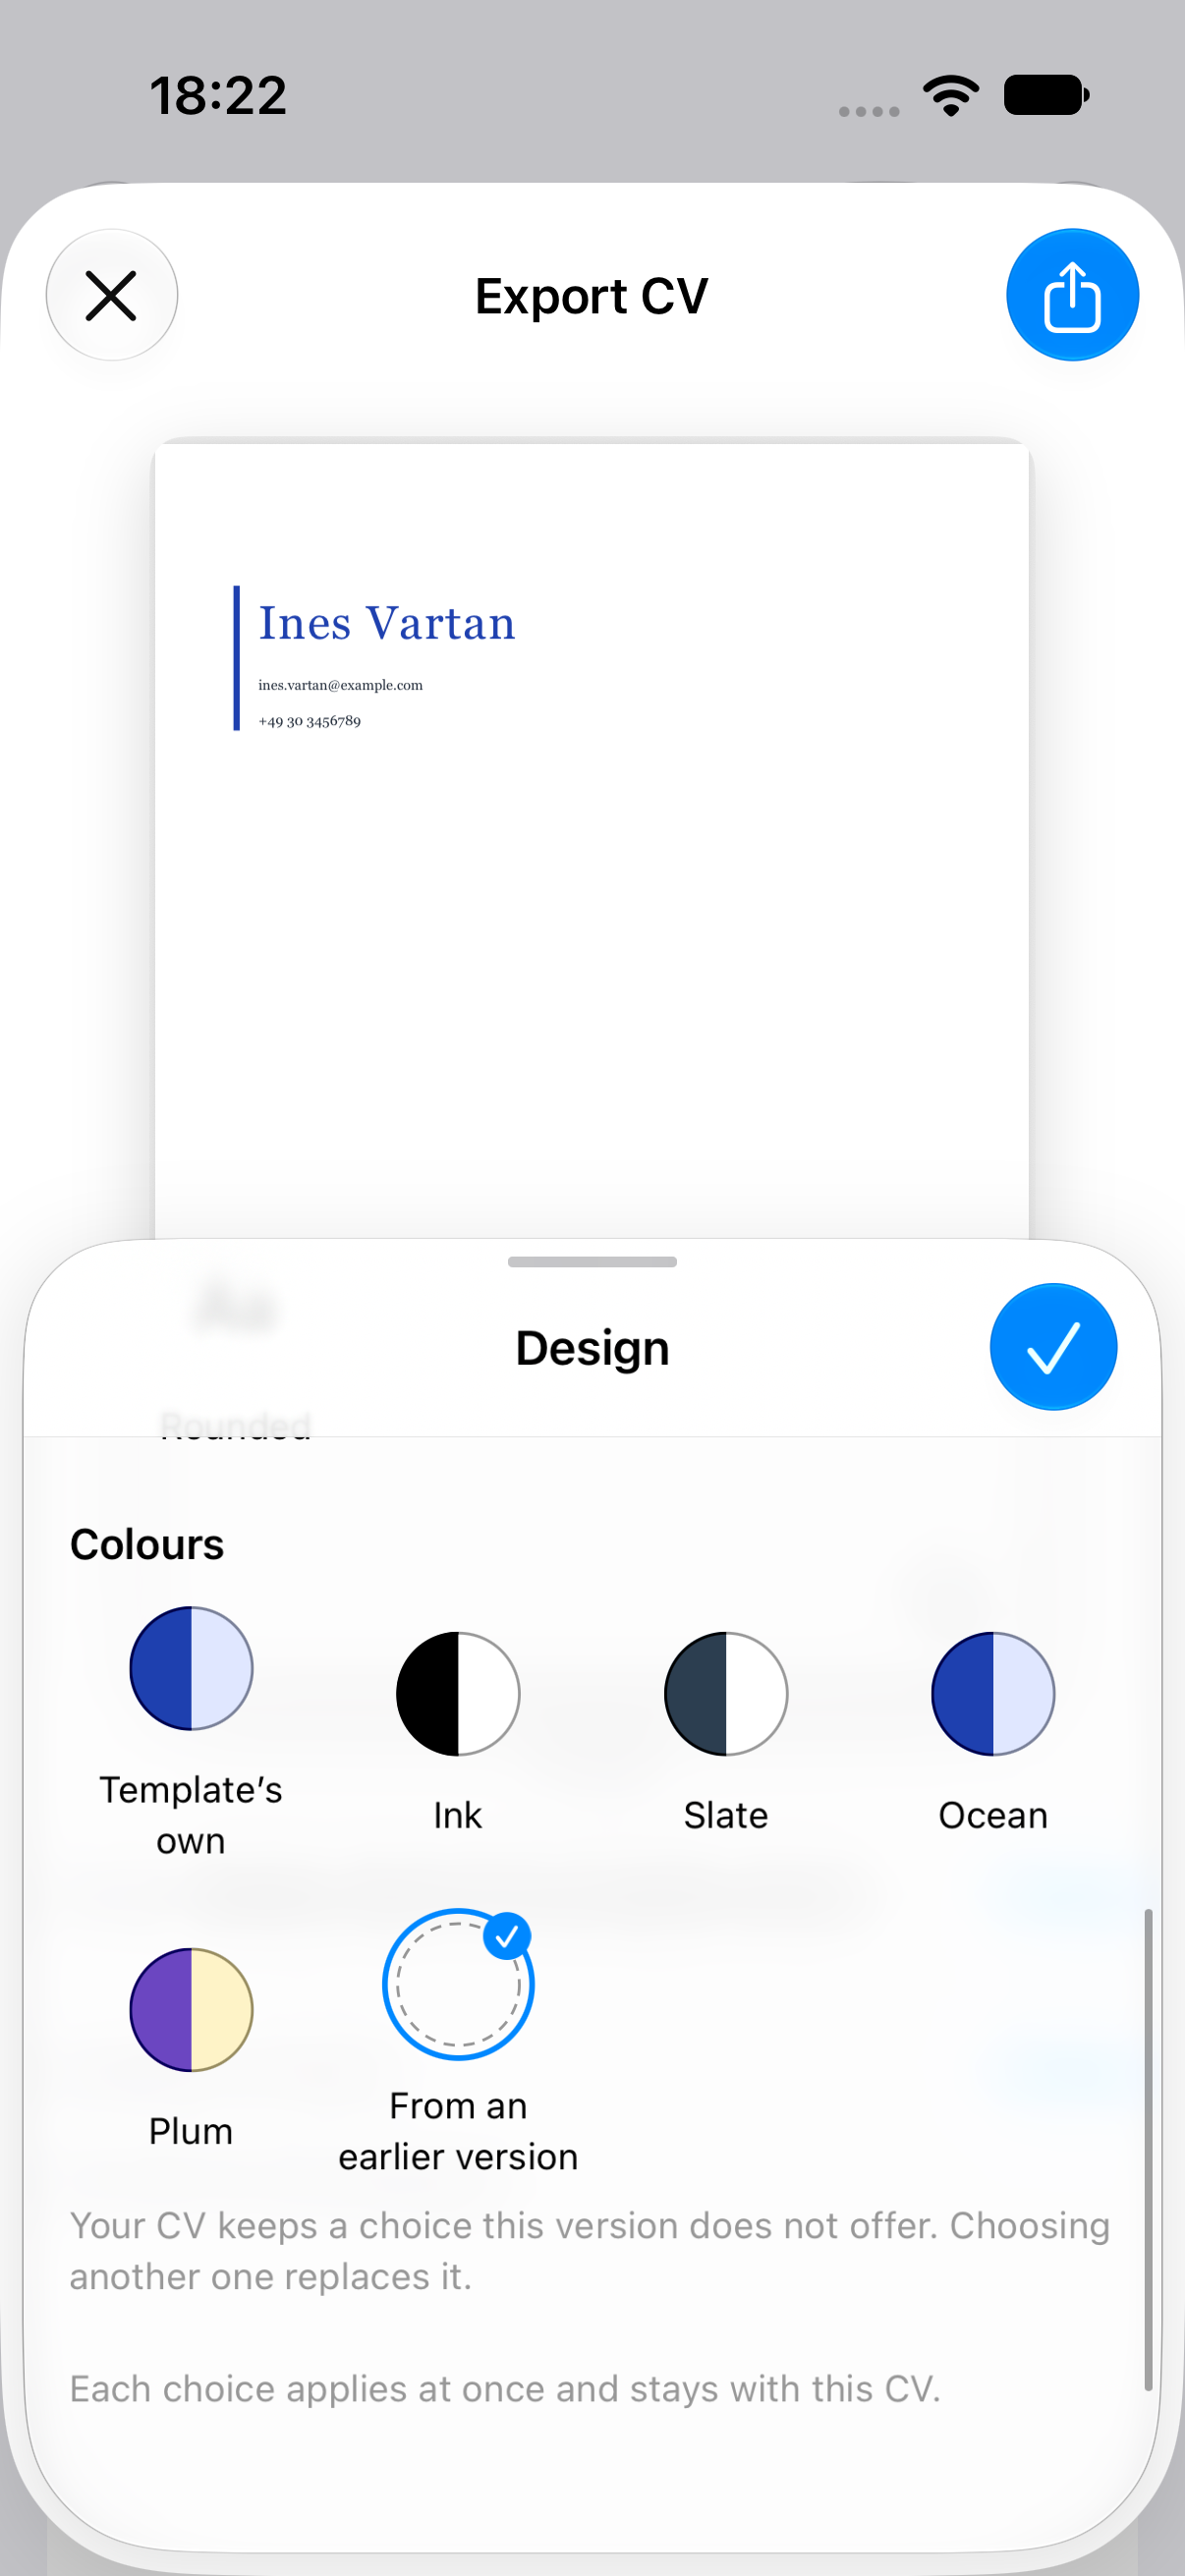 18:22
Export CV
Ines Vartan
ines.vartan@example.com
+49 30 3456789
Aa
Design
Rounded
Colours
Template’s
own
Ink
Slate
Ocean
Plum
From an
earlier version
Your CV keeps a choice this version does not offer. Choosing
another one replaces it.
Each choice applies at once and stays with this CV.